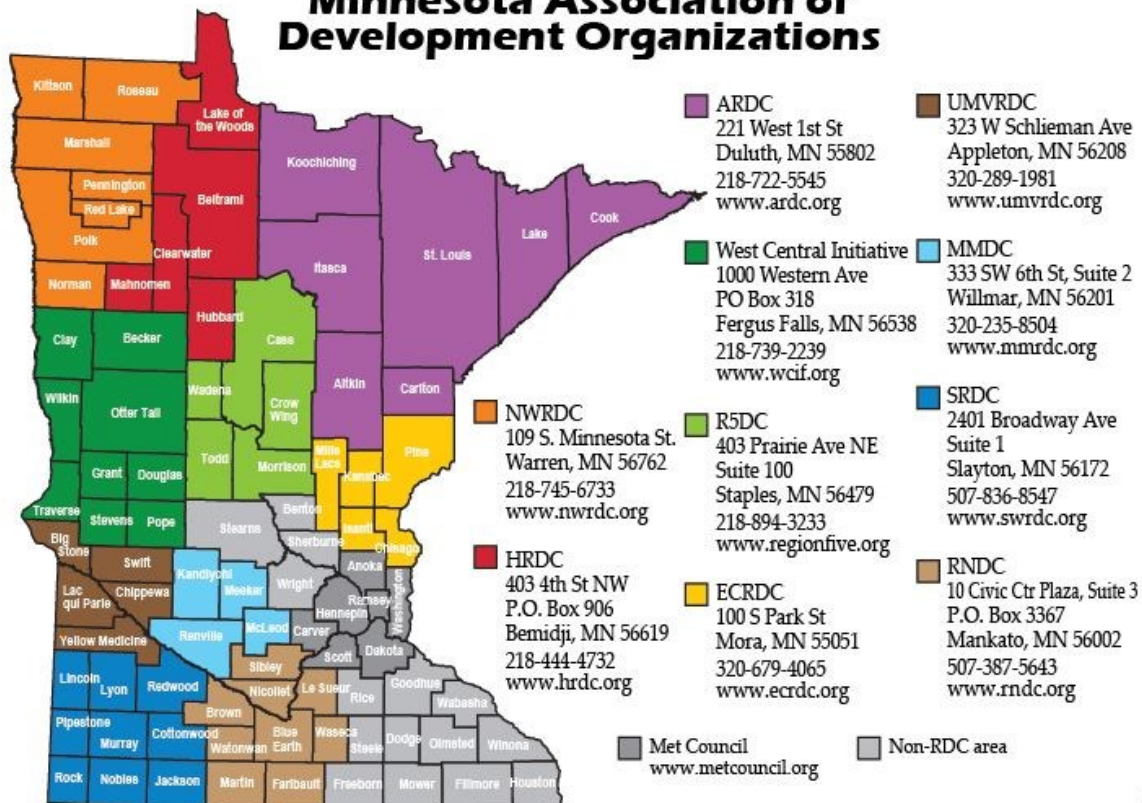 Minnesota Association of
Development Organizations
Kittson
Roseau
Lake of
the Woods
Marshall
Koochiching
Pennington
Beltrami
Red Lake
Cook
Polk
Lake
Clearwater
St. Louis
Itasca
Norman
Mahnomen
Hubbard
Clay
Becker
Cass
Wadena
Aitkin
Carlton
Wilkin
Otter Tail
Crow
Wing
Todd
Mille
Lacs
Pine
Grant
Douglas
Morrison
Kanabec
Traverse
Stevens
Pope
Stearns
Benton
Isanti
Big
Stone
Sherburne
Chisago
Swift
Kandiyohi
Anoka
Lac
qui Parle
Chippewa
Meeker
Wright
Ramsey
Washington
Hennepin
Yellow Medicine
Renville
McLeod
Carver
Scott
Dakota
Sibley
Lincoln
Lyon
Redwood
Nicollet
Le Sueur
Rice
Goodhue
Wabasha
Brown
Pipestone
Murray
Cottonwood
Watonwan
Blue
Earth
Waseca
Steele
Dodge
Olmsted
Winona
Rock
Nobles
Jackson
Martin
Faribault
Freeborn
Mower
Fillmore
Houston
NWRDC
109 S. Minnesota St.
Warren, MN 56762
218-745-6733
www.nwrdc.org
HRDC
403 4th St NW
P.O. Box 906
Bemidji, MN 56619
218-444-4732
www.hrdc.org
ARDC
221 West 1st St
Duluth, MN 55802
218-722-5545
www.ardc.org
West Central Initiative
1000 Western Ave
PO Box 318
Fergus Falls, MN 56538
218-739-2239
www.wcif.org
R5DC
403 Prairie Ave NE
Suite 100
Staples, MN 56479
218-894-3233
www.regionfive.org
ECRDC
100 S Park St
Mora, MN 55051
320-679-4065
www.ecrdc.org
UMVRDC
323 W Schlieman Ave
Appleton, MN 56208
320-289-1981
www.umvrdc.org
MMDC
333 SW 6th St, Suite 2
Willmar, MN 56201
320-235-8504
www.mmrdc.org
SRDC
2401 Broadway Ave
Suite 1
Slayton, MN 56172
507-836-8547
www.swrdc.org
RNDC
10 Civic Ctr Plaza, Suite 3
P.O. Box 3367
Mankato, MN 56002
507-387-5643
www.rndc.org
Met Council
www.metcouncil.org
Non-RDC area